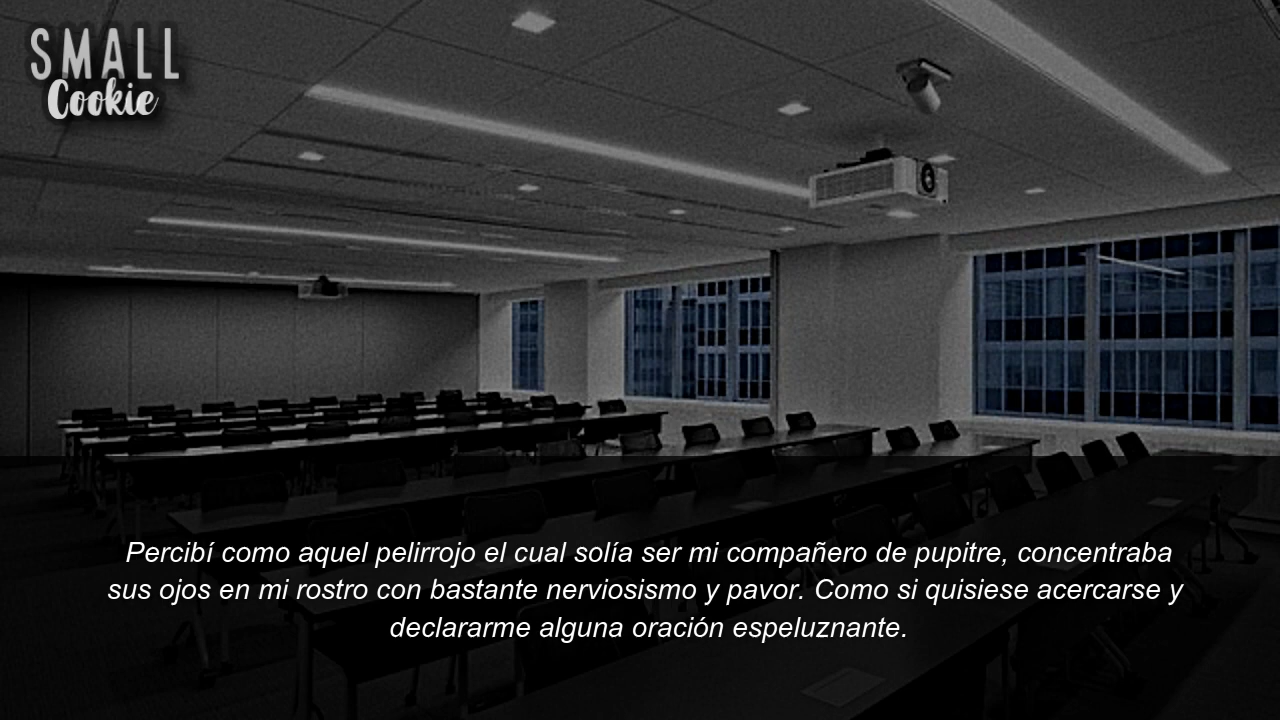 SMALL
Cookie
Percibí como aquel pelirrojo el cual solía ser mi compañero de pupitre, concentraba
sus ojos en mi rostro con bastante nerviosismo y pavor. Como si quisiese acercarse y
declararme alguna oración espeluznante.